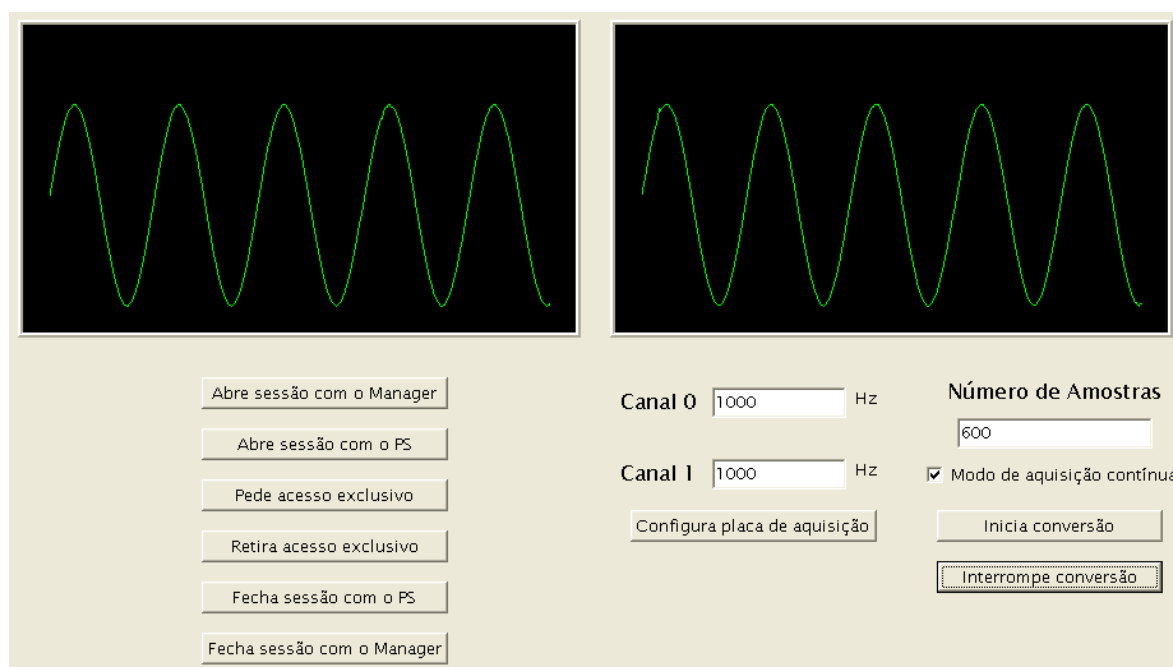 Abre sessão com o Manager
Abre sessão com o PS
Pede acesso exclusivo
Retira acesso exclusivo
Fecha sessão com o PS
Fecha sessão com o Manager
Canal 0 1000 Hz
Canal 1 1000 Hz
Configura placa de aquisição
Número de Amostras
600
Modo de aquisição contínua
Inicia conversão
Interrompe conversão